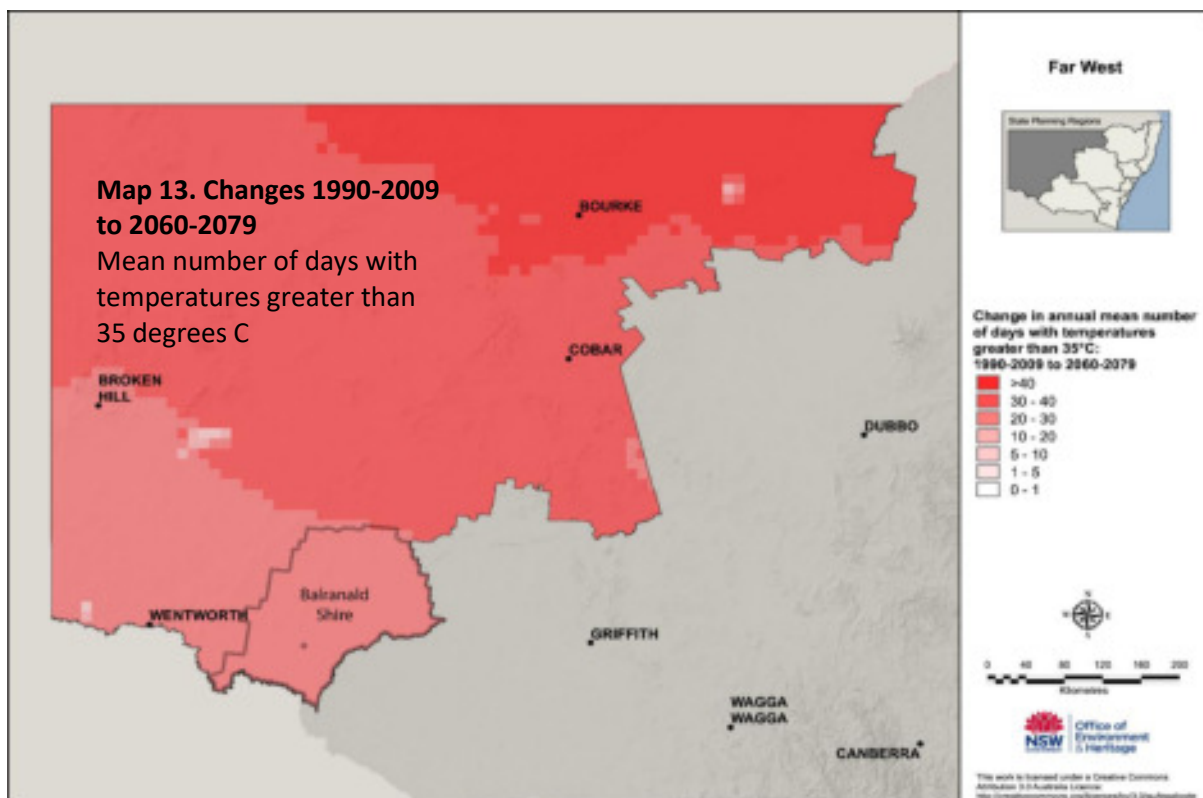 Far West
State Planning Regions
Map 13. Changes 1990-2009
to 2060-2079
Mean number of days with
temperatures greater than
35 degrees C
BOURKE
COBAR
BROKEN
HILL
DUBBO
WENTWORTH
Balranald
Shire
GRIFFITH
WAGGA
WAGGA
CANBERRA
Change in annual mean number
of days with temperatures
greater than 35°C:
1990-2009 to 2060-2079
>40
30 - 40
20 - 30
10 - 20
5 - 10
1 - 5
0 - 1
N
W E
S
0 40 80 120 160 200
Kilometres
NSW
Office of
Environment
& Heritage
This work is licensed under a Creative Commons
Attribution 3.0 Australia Licence: